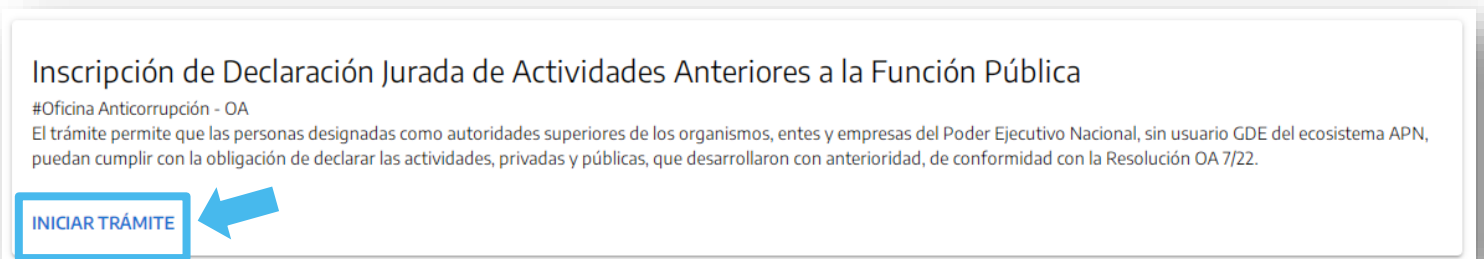 Inscripción de Declaración Jurada de Actividades Anteriores a la Función Pública
#Oficina Anticorrupción - OA
El trámite permite que las personas designadas como autoridades superiores de los organismos, entes y empresas del Poder Ejecutivo Nacional, sin usuario GDE del ecosistema APN,
puedan cumplir con la obligación de declarar las actividades, privadas y públicas, que desarrollaron con anterioridad, de conformidad con la Resolución OA 7/22.
INICIAR TRÁMITE